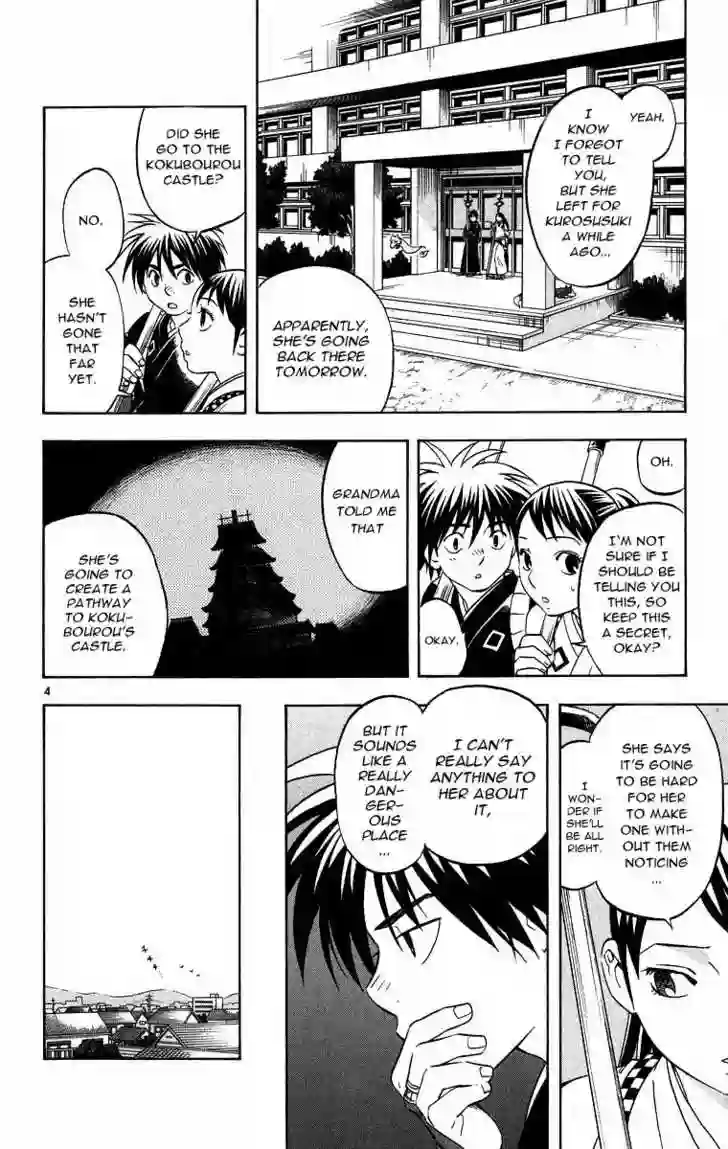 YEAH.
I
KNOW
I FORGOT
TO TELL
YOU,
BUT SHE
LEFT FOR
KUROSUSUKI
A WHILE
AGO...
APPARENTLY,
SHE'S GOING
BACK THERE
TOMORROW.
DID SHE
GO TO THE
KOKUBOUROU
CASTLE?
NO.
SHE
HASN'T
GONE
THAT
FAR
YET.
OH.
I'M NOT
SURE IF I
SHOULD BE
TELLING YOU
THIS, SO
KEEP THIS
A SECRET,
OKAY?
OKAY.
GRANDMA
TOLD ME
THAT
SHE'S
GOING TO
CREATE A
PATHWAY
TO KOKU-
BOUROU'S
CASTLE.
4
SHE SAYS
IT'S GOING
TO BE HARD
FOR HER
TO MAKE
ONE WITH-
OUT THEM
NOTICING
...
I
WON-
DER IF
SHE'LL
BE ALL
RIGHT.
I CAN'T
REALLY SAY
ANYTHING TO
HER ABOUT
IT,
BUT IT
SOUNDS
LIKE A
REALLY
DAN-
GER-
OUS
PLACE
...